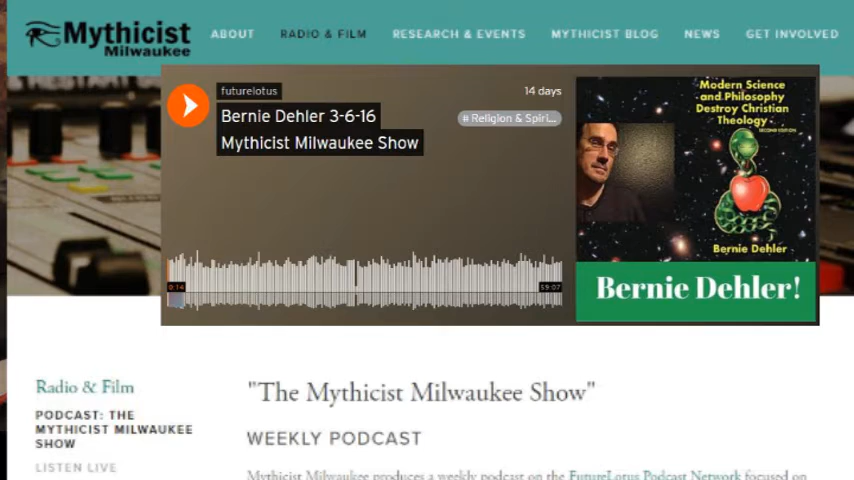 Mythicist
Milwaukee
ABOUT
RADIO & FILM
RESEARCH & EVENTS
MYTHICIST BLOG
NEWS
GET INVOLVED
futurelotus
14 days
Bernie Dehler 3-6-16
Mythicist Milwaukee Show
# Religion & Spiri...
0:14
59:07
Modern Science
and Philosophy
Destroy Christian
Theology
SECOND EDITION
Bernie Dehler
Bernie Dehler!
Radio & Film
PODCAST: THE
MYTHICIST MILWAUKEE
SHOW
LISTEN LIVE
"The Mythicist Milwaukee Show"
WEEKLY PODCAST
Mythicist Milwaukee produces a weekly podcast on the FutureLotus Podcast Network focused on